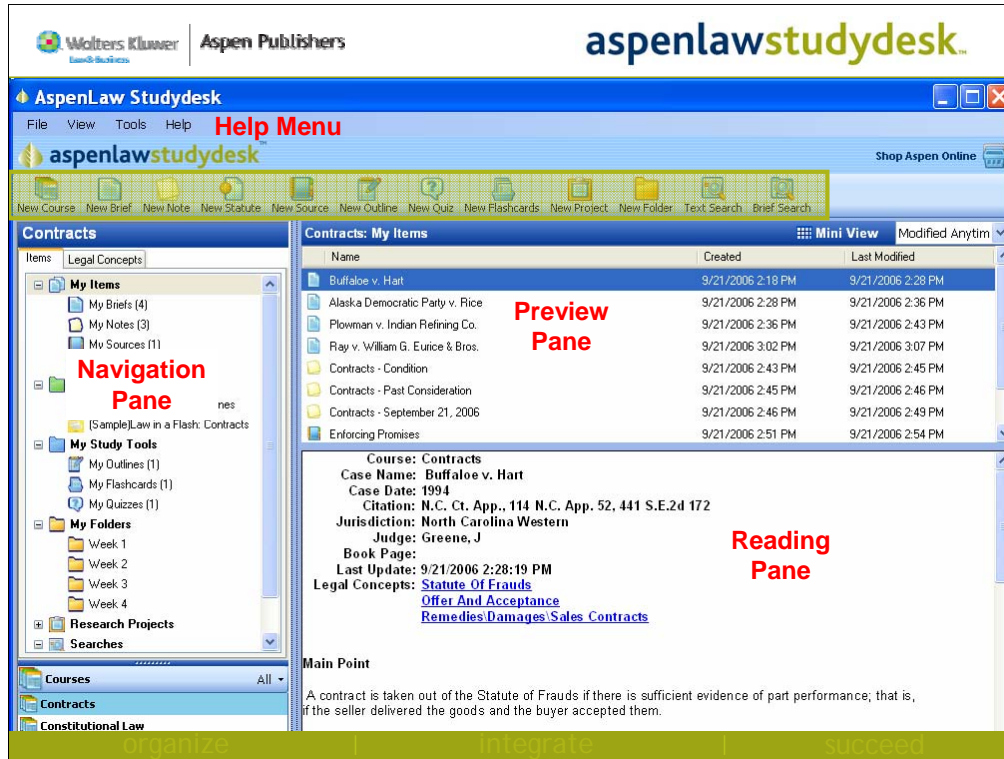 Wolters Kluwer
Law & Business
Aspen Publishers
aspenlawstudydesk™
AspenLaw Studydesk
File View Tools Help
Help Menu
aspenlawstudydesk™
Shop Aspen Online
New Course New Brief New Note New Statute New Source New Outline New Quiz New Flashcards New Project New Folder Text Search Brief Search
Contracts
Items Legal Concepts
My Items
My Briefs (4)
My Notes (3)
My Sources (1)
Navigation
Pane
nes
(Sample)Law in a Flash: Contracts
My Study Tools
My Outlines (1)
My Flashcards (1)
My Quizzes (1)
My Folders
Week 1
Week 2
Week 3
Week 4
Research Projects
Searches
Courses All
Contracts
Constitutional Law
Contracts: My Items Mini View Modified Anytim
Name Created Last Modified
Buffaloe v. Hart 9/21/2006 2:18 PM 9/21/2006 2:28 PM
Alaska Democratic Party v. Rice 9/21/2006 2:28 PM 9/21/2006 2:36 PM
Plowman v. Indian Refining Co. 9/21/2006 2:36 PM 9/21/2006 2:43 PM
Ray v. William G. Eurice & Bros. 9/21/2006 3:02 PM 9/21/2006 3:07 PM
Contracts - Condition 9/21/2006 2:43 PM 9/21/2006 2:45 PM
Contracts - Past Consideration 9/21/2006 2:45 PM 9/21/2006 2:46 PM
Contracts - September 21, 2006 9/21/2006 2:46 PM 9/21/2006 2:49 PM
Enforcing Promises 9/21/2006 2:51 PM 9/21/2006 2:54 PM
Preview
Pane
Course: Contracts
Case Name: Buffaloe v. Hart
Case Date: 1994
Citation: N.C. Ct. App., 114 N.C. App. 52, 441 S.E.2d 172
Jurisdiction: North Carolina Western
Judge: Greene, J
Book Page:
Last Update: 9/21/2006 2:28:19 PM
Legal Concepts: Statute Of Frauds
Offer And Acceptance
Remedies\Damages\Sales Contracts
Reading
Pane
Main Point
A contract is taken out of the Statute of Frauds if there is sufficient evidence of part performance; that is,
if the seller delivered the goods and the buyer accepted them.
organize | integrate | succeed